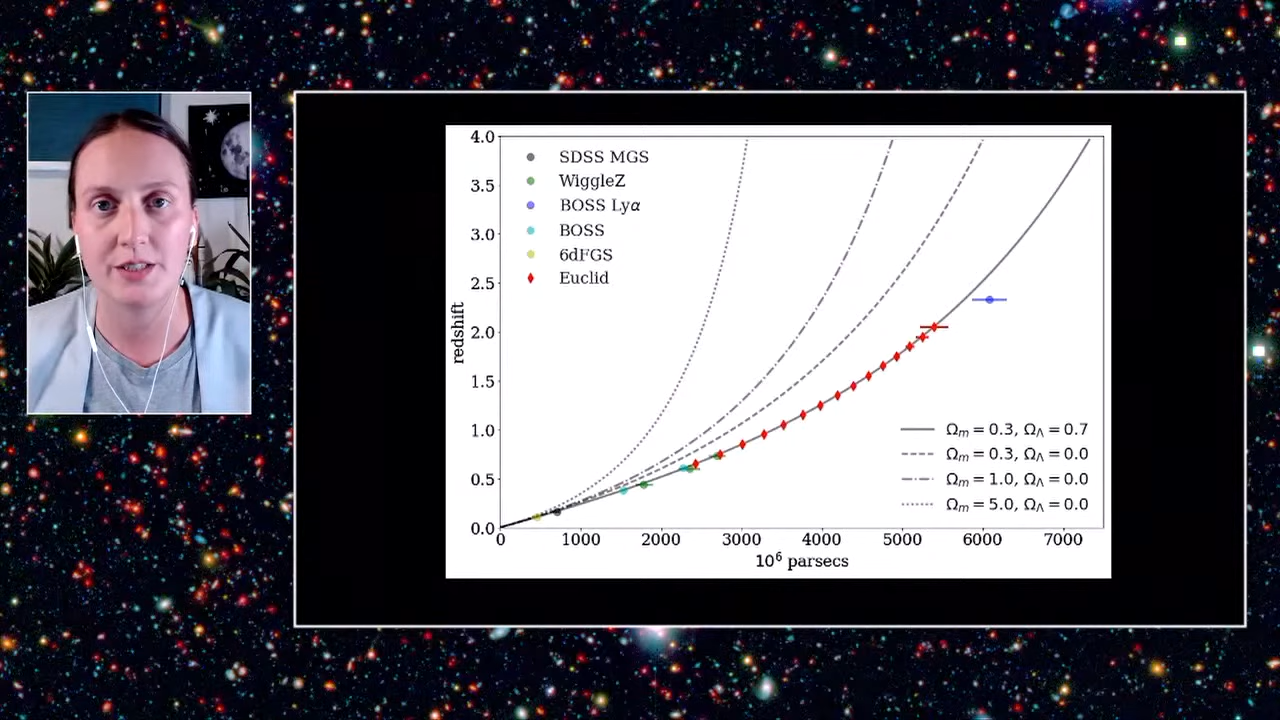 SDSS MGS
WiggleZ
BOSS Lyα
BOSS
6dFGS
Euclid
4.0
3.5
3.0
2.5
2.0
1.5
1.0
0.5
0.0
redshift
Ωm = 0.3, ΩΛ = 0.7
Ωm = 0.3, ΩΛ = 0.0
Ωm = 1.0, ΩΛ = 0.0
Ωm = 5.0, ΩΛ = 0.0
0 1000 2000 3000 4000 5000 6000 7000
10⁶ parsecs